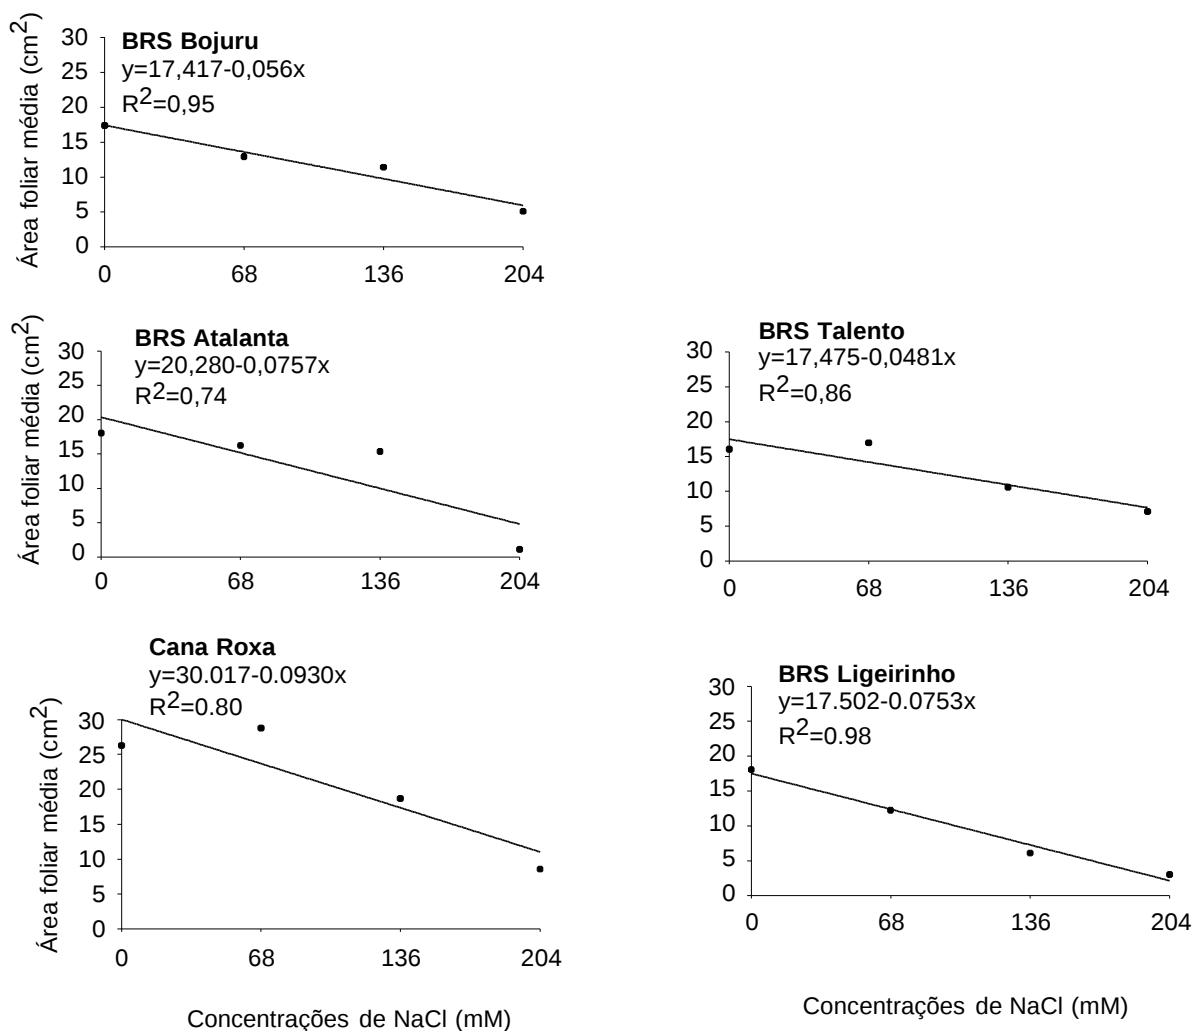 BRS Bojuru
y=17,417-0,056x
R2=0,95
Área foliar média (cm2)
30
25
20
15
10
5
0
0 68 136 204
BRS Atalanta
y=20,280-0,0757x
R2=0,74
Área foliar média (cm2)
30
25
20
15
10
5
0
0 68 136 204
BRS Talento
y=17,475-0,0481x
R2=0,86
30
25
20
15
10
5
0
0 68 136 204
Cana Roxa
y=30.017-0.0930x
R2=0.80
Área foliar média (cm2)
30
25
20
15
10
5
0
0 68 136 204
Concentrações de NaCl (mM)
BRS Ligeirinho
y=17.502-0.0753x
R2=0.98
30
25
20
15
10
5
0
0 68 136 204
Concentrações de NaCl (mM)